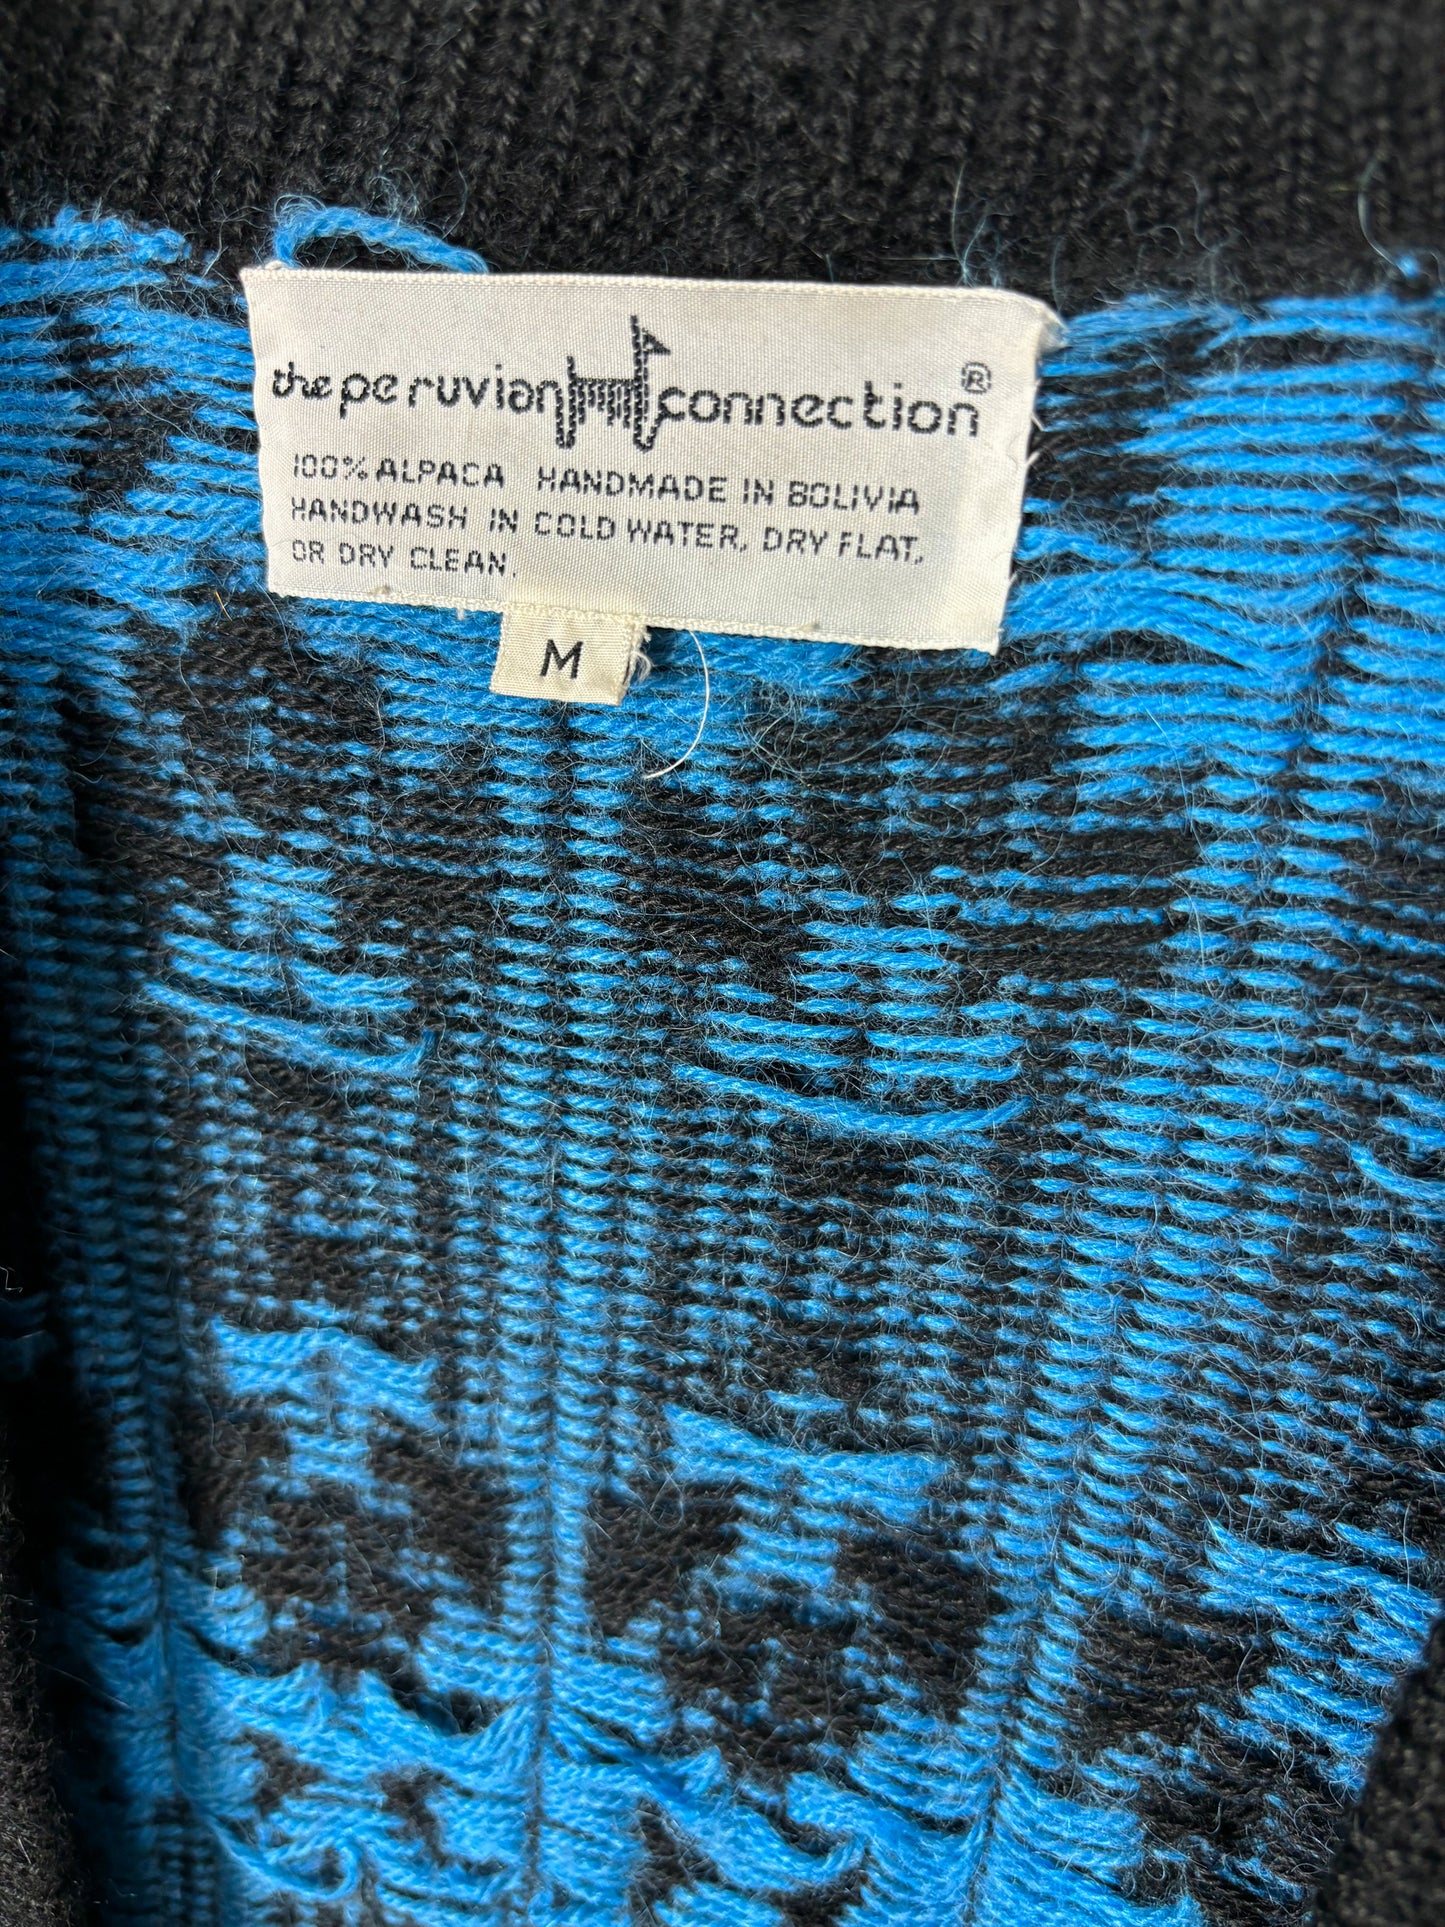 the peruvian connection®
100% ALPACA HANDMADE IN BOLIVIA
HANDWASH IN COLD WATER, DRY FLAT,
OR DRY CLEAN.
M